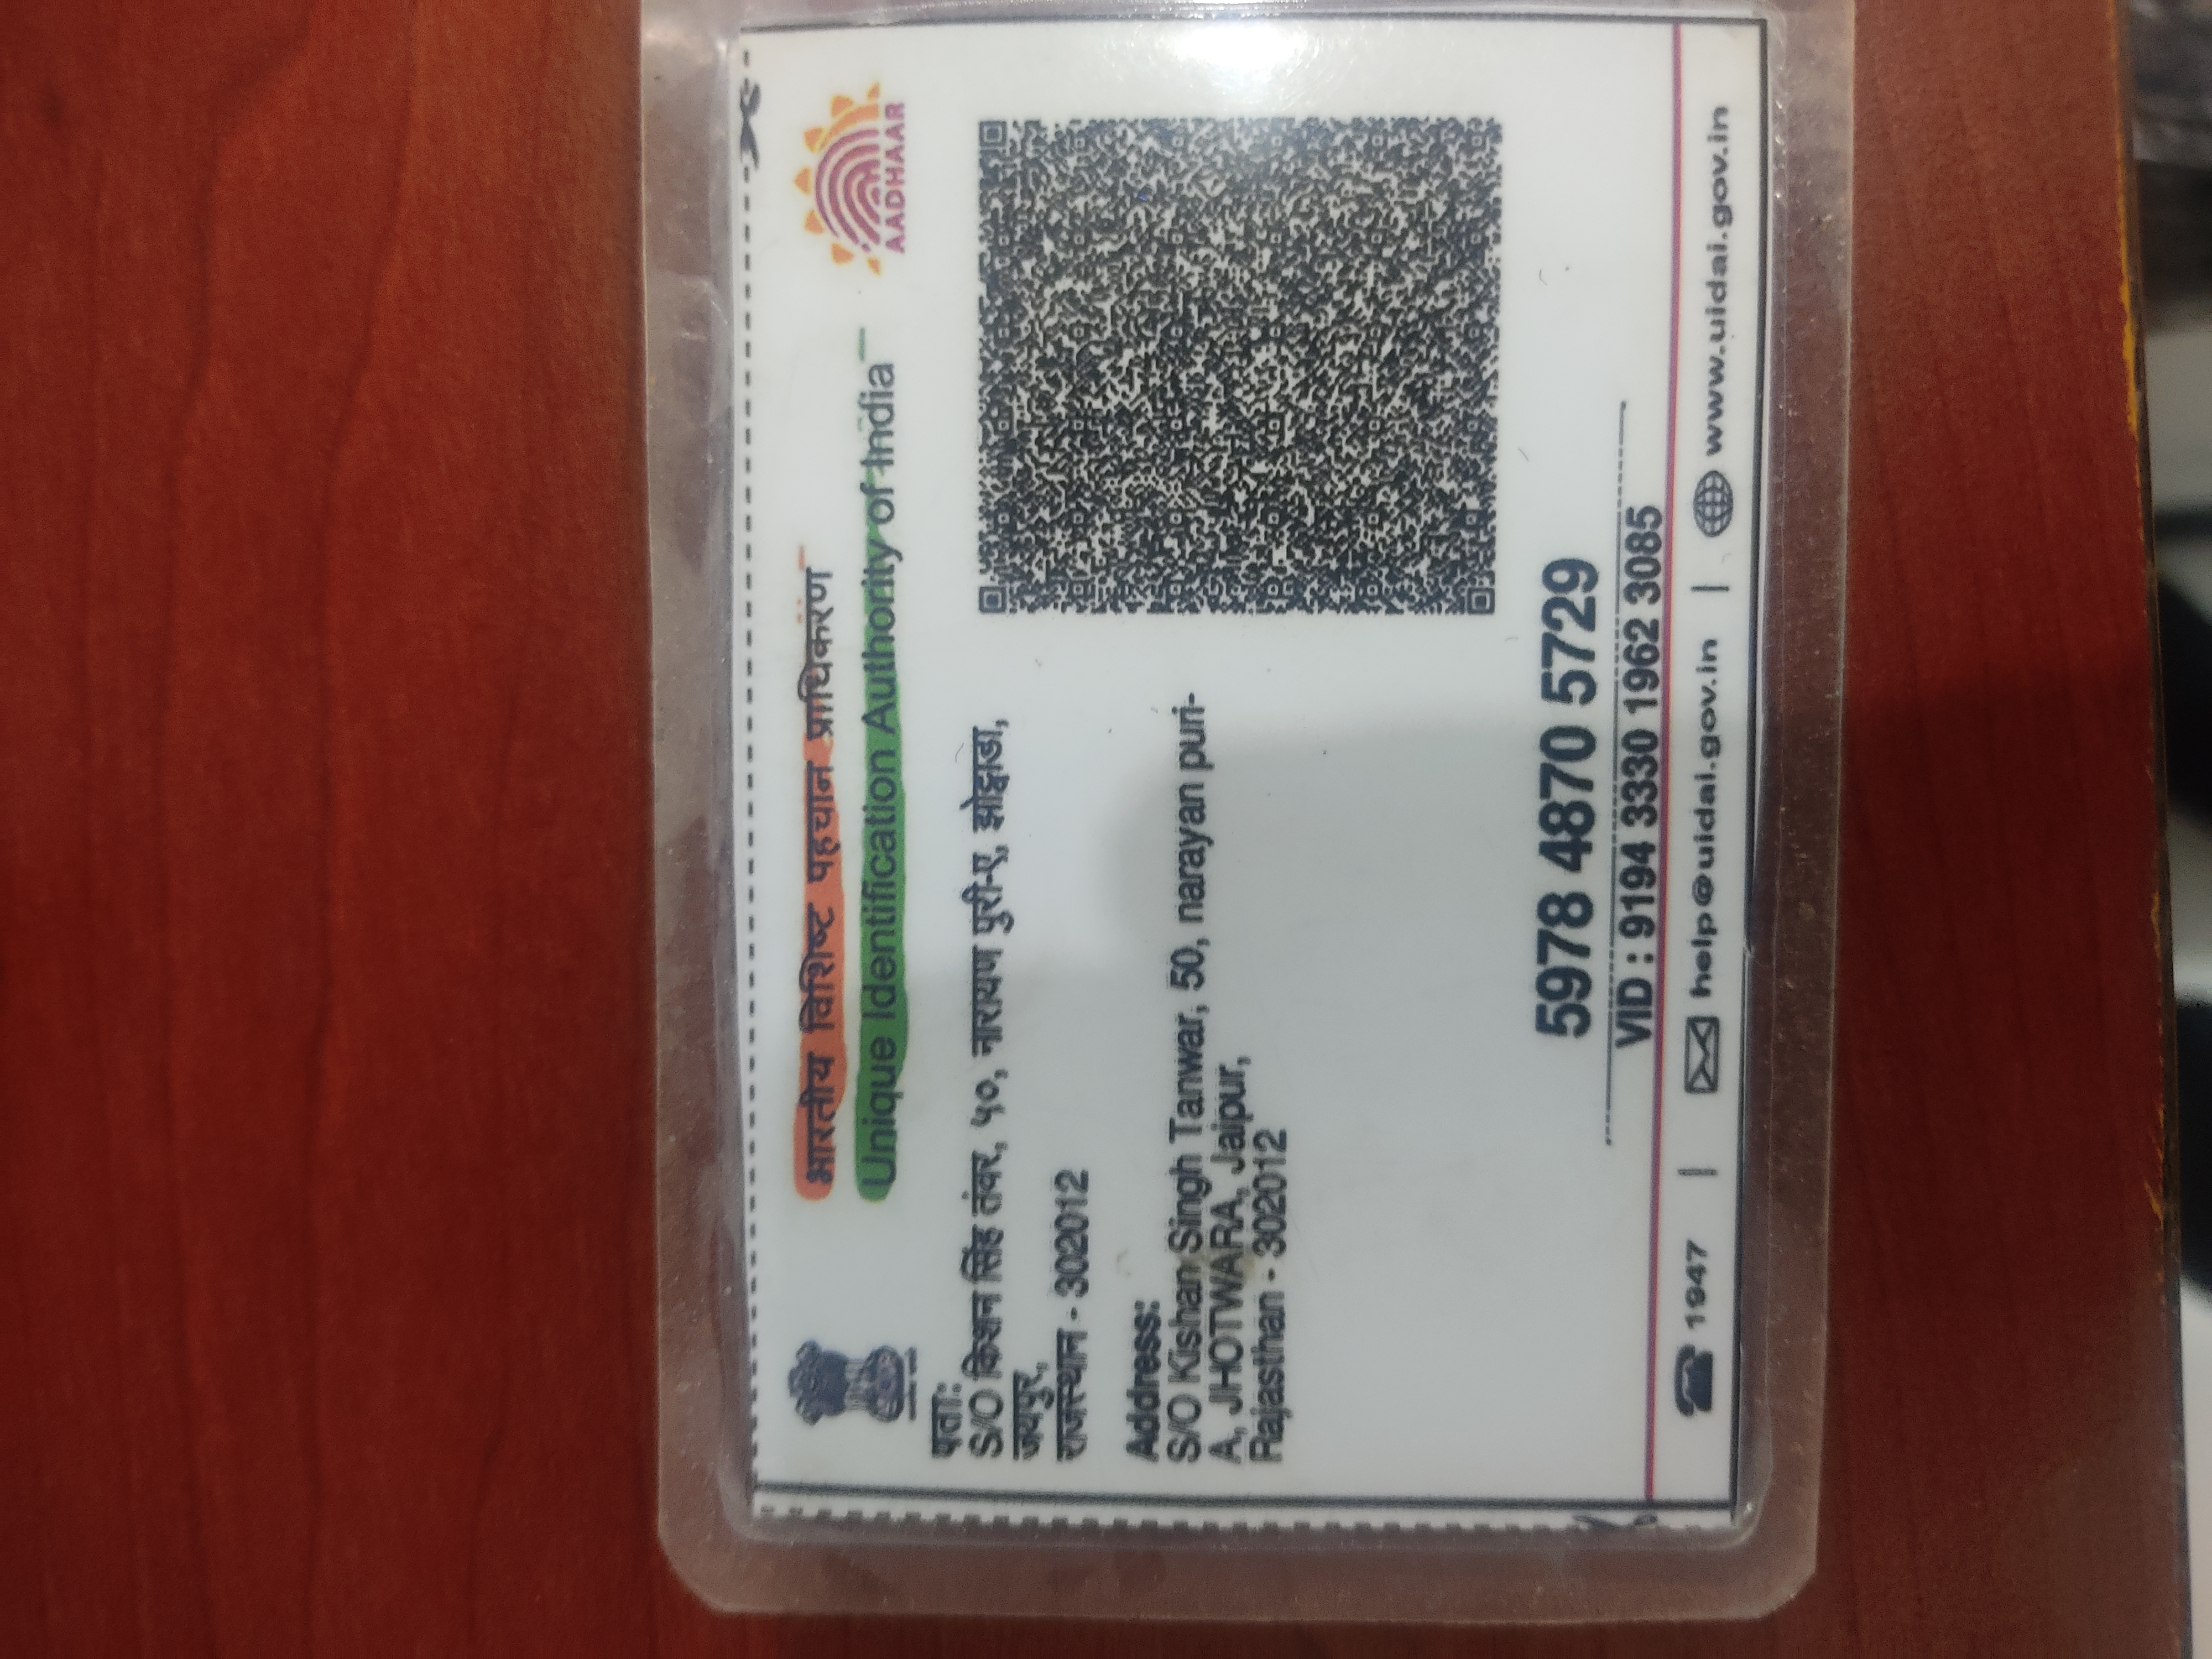 भारतीय विशिष्ट पहचान प्राधिकरण
Unique Identification Authority of India
AADHAAR
पता:
S/O किशन सिंह तंवर, ५०, नारायण पुरी-ए, झोट्वाडा,
जयपुर,
राजस्थान - 302012
Address:
S/O Kishan Singh Tanwar, 50, narayan puri-
A, JHOTWARA, Jaipur,
Rajasthan - 302012
5978 4870 5729
VID : 9194 3330 1962 3085
1947 | help@uidai.gov.in | www.uidai.gov.in